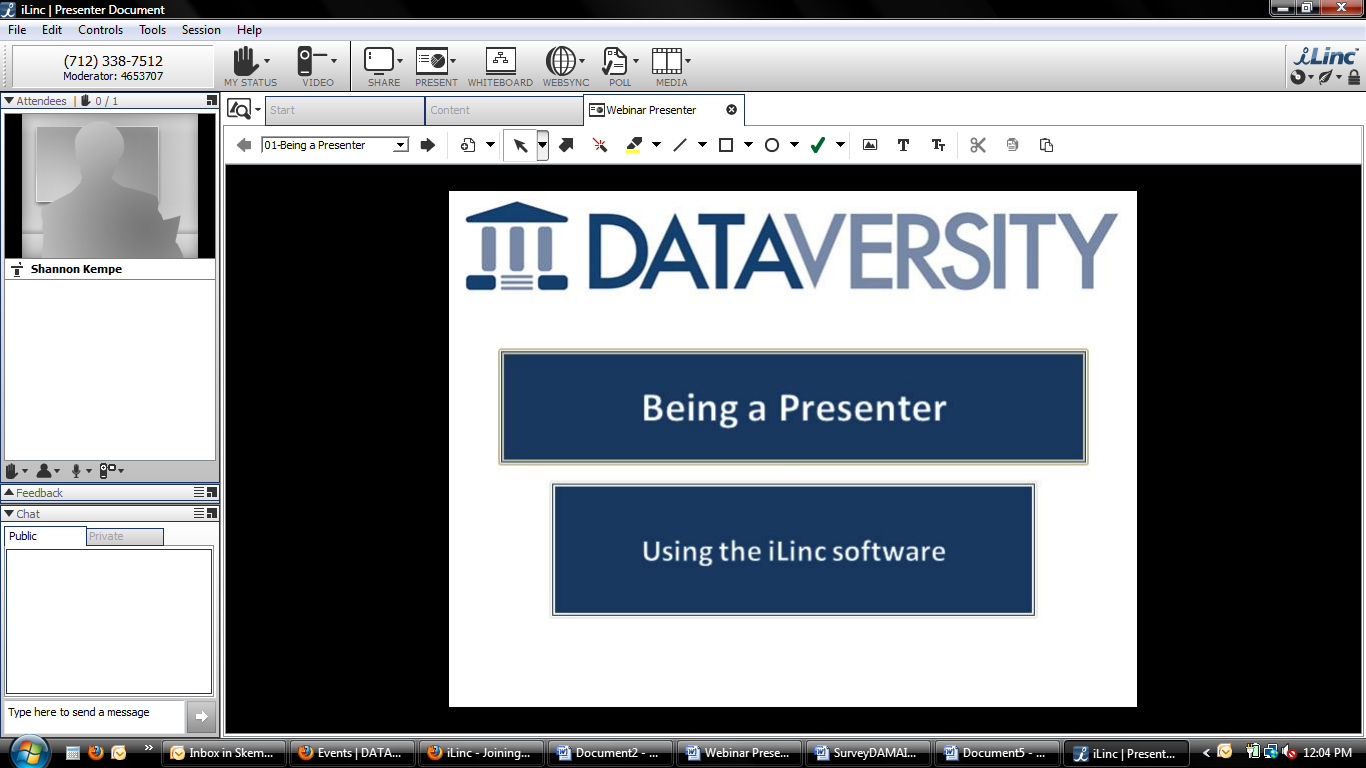 iLinc | Presenter Document
File Edit Controls Tools Session Help
(712) 338-7512
Moderator: 4653707
MY STATUS VIDEO SHARE PRESENT WHITEBOARD WEBSYNC POLL MEDIA
iLinc
Attendees | 0 / 1
Start Content Webinar Presenter
01-Being a Presenter
T TT
Shannon Kempe
DATAVERSITY
Being a Presenter
Using the iLinc software
Feedback
Chat
Public Private
Type here to send a message
Inbox in Skem... Events | DATA... iLinc - Joining... Document2 - ... Webinar Prese... SurveyDAMAI... Document5 - ... iLinc | Present... 12:04 PM